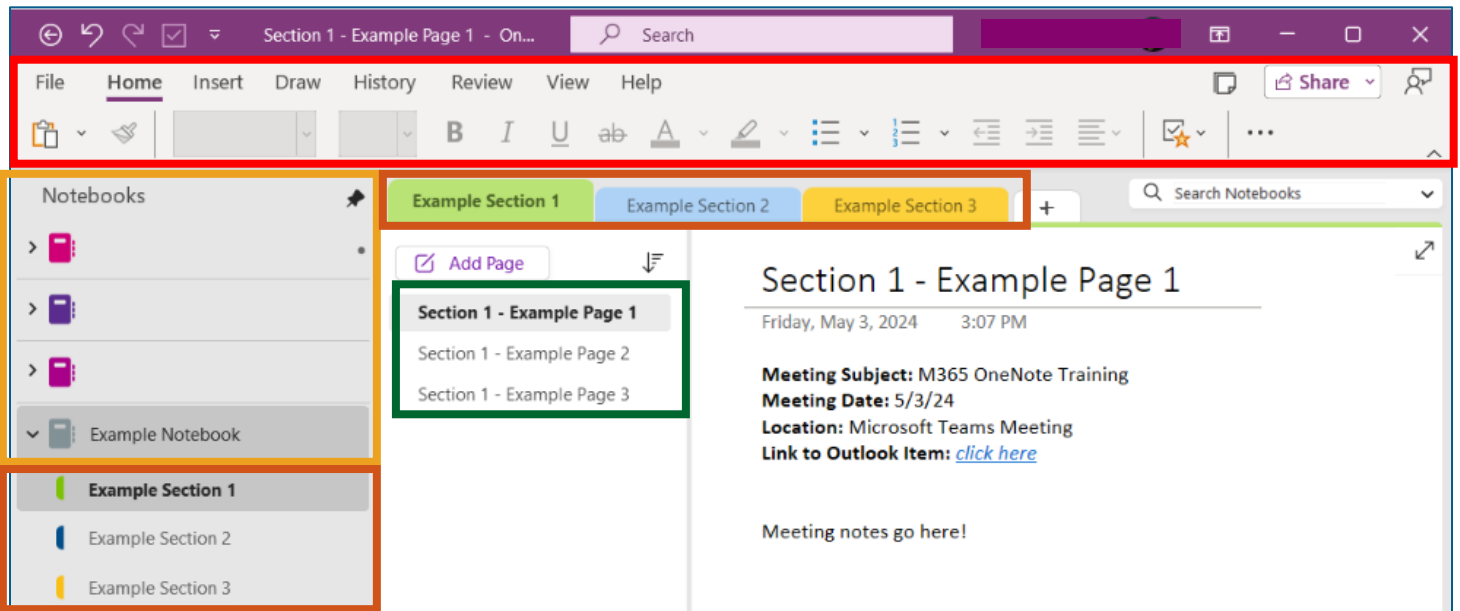 Section 1 - Example Page 1 - On...
Search
File Home Insert Draw History Review View Help
Share
B I U ab A
1
2
3
Notebooks
Example Section 1
Example Section 2
Example Section 3
+
Search Notebooks
Add Page
Section 1 - Example Page 1
Section 1 - Example Page 2
Section 1 - Example Page 3
Example Notebook
Example Section 1
Example Section 2
Example Section 3
Section 1 - Example Page 1
Friday, May 3, 2024 3:07 PM
Meeting Subject: M365 OneNote Training
Meeting Date: 5/3/24
Location: Microsoft Teams Meeting
Link to Outlook Item: click here
Meeting notes go here!